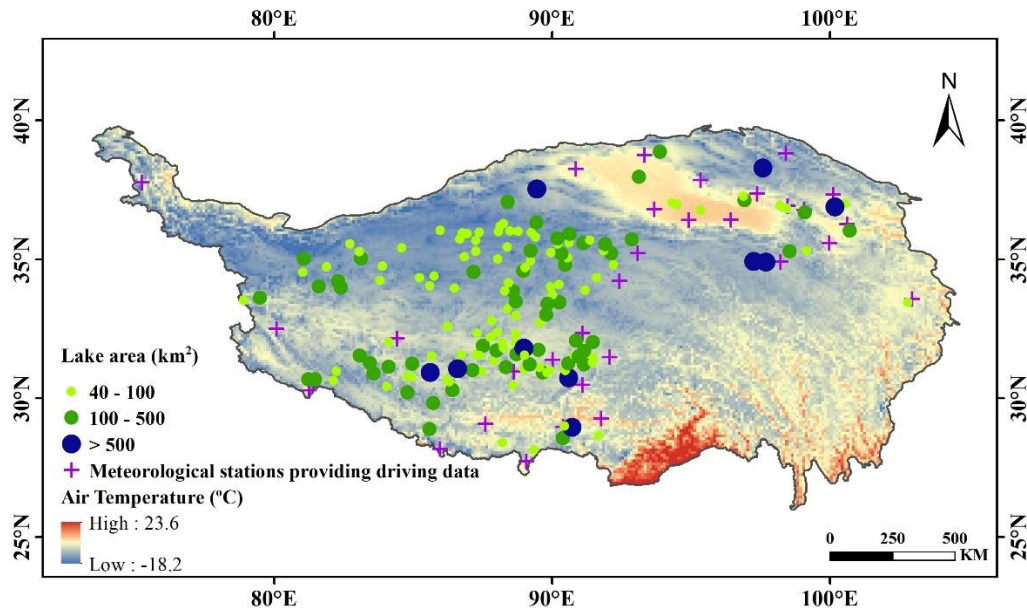 80°E 90°E 100°E
N
40°N 40°N
35°N 35°N
30°N 30°N
25°N 25°N
Lake area (km²)
40 - 100
100 - 500
> 500
Meteorological stations providing driving data
Air Temperature (ºC)
High : 23.6
Low : -18.2
0 250 500
KM
80°E 90°E 100°E